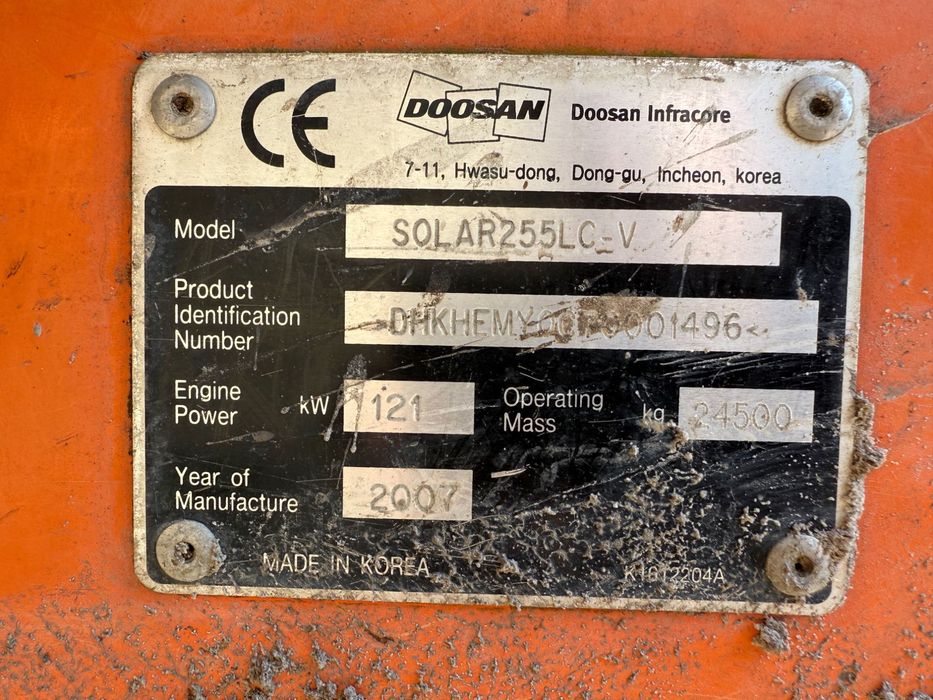 CE
DOOSAN Doosan Infracore
7-11, Hwasu-dong, Dong-gu, Incheon, korea
Model SOLAR255LC-V
Product
Identification
Number
Engine
Power kW 121
Operating
Mass kg 24500
Year of
Manufacture 2007
MADE IN KOREA
K1012204A